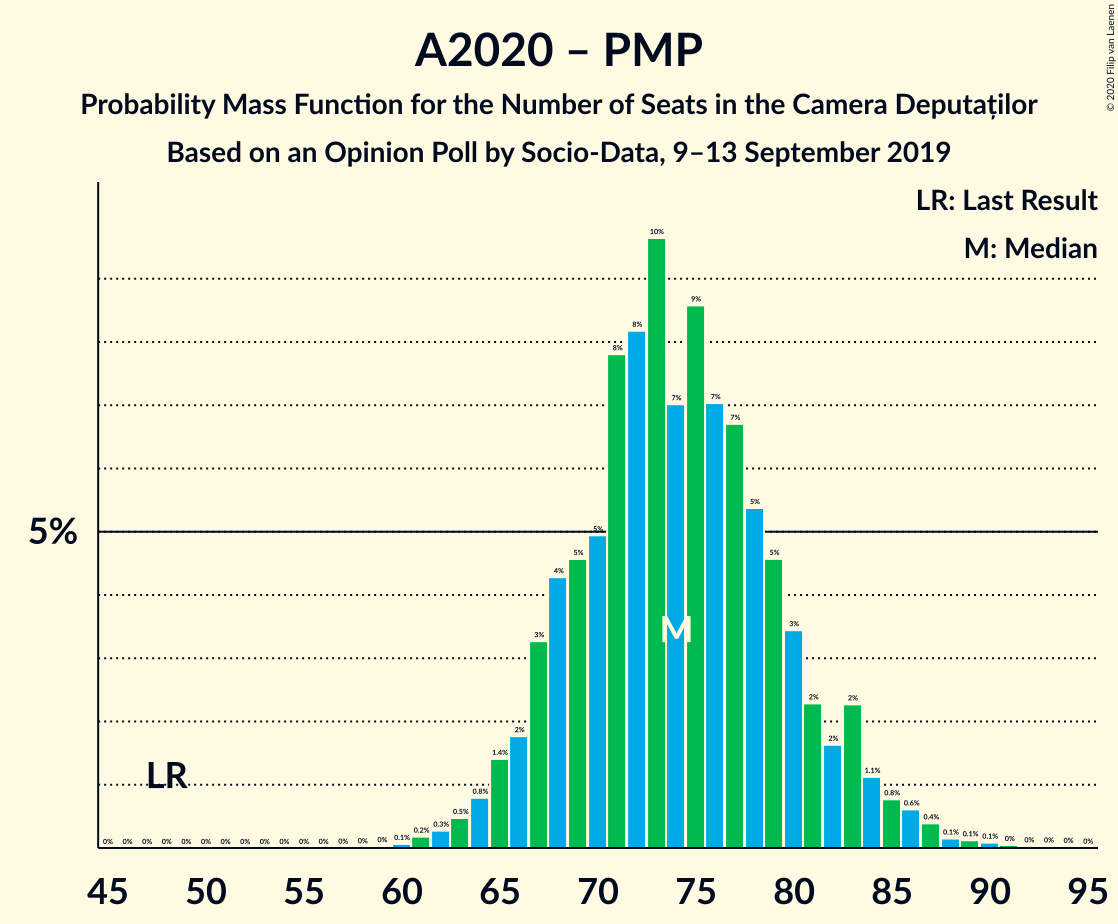 A2020 – PMP
Probability Mass Function for the Number of Seats in the Camera Deputaților
Based on an Opinion Poll by Socio-Data, 9–13 September 2019
© 2020 Filip van Laenen
LR: Last Result
M: Median
5%
LR
M
0% 0% 0% 0% 0% 0% 0% 0% 0% 0% 0% 0% 0% 0% 0% 0.1% 0.2% 0.3% 0.5% 0.8% 1.4% 2% 3% 4% 5% 5% 8% 8% 10% 7% 9% 7% 7% 5% 5% 3% 2% 2% 2% 1.1% 0.8% 0.6% 0.4% 0.1% 0.1% 0.1% 0% 0% 0% 0% 0%
45 50 55 60 65 70 75 80 85 90 95